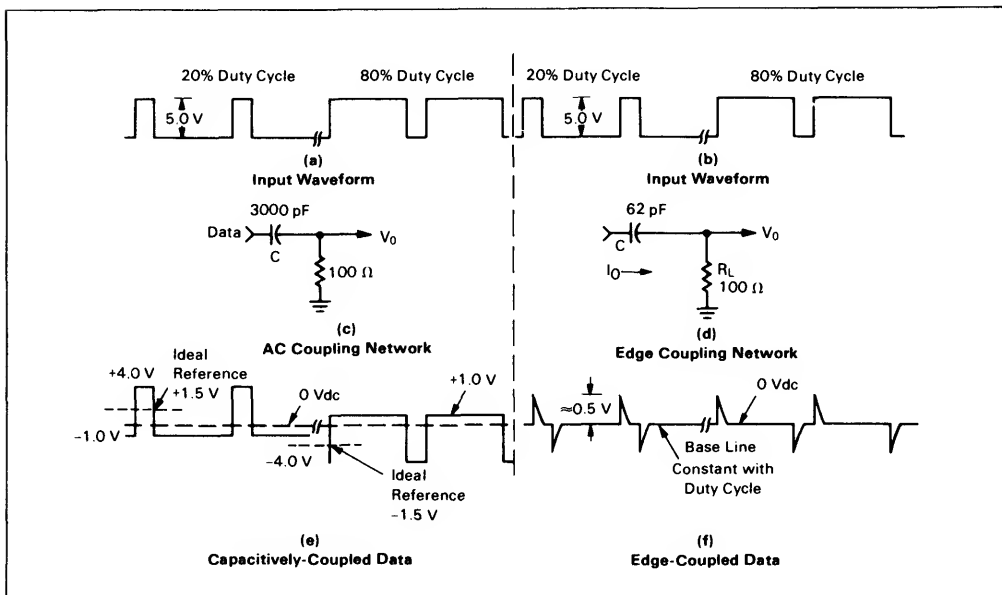 20% Duty Cycle
80% Duty Cycle
5.0 V
(a)
Input Waveform
20% Duty Cycle
80% Duty Cycle
5.0 V
(b)
Input Waveform
3000 pF
Data
C
V0
100 Ω
(c)
AC Coupling Network
62 pF
C
V0
IO
RL
100 Ω
(d)
Edge Coupling Network
+4.0 V
Ideal
Reference
+1.5 V
0 Vdc
+1.0 V
−1.0 V
−4.0 V
Ideal
Reference
−1.5 V
(e)
Capacitively-Coupled Data
≈0.5 V
0 Vdc
Base Line
Constant with
Duty Cycle
(f)
Edge-Coupled Data